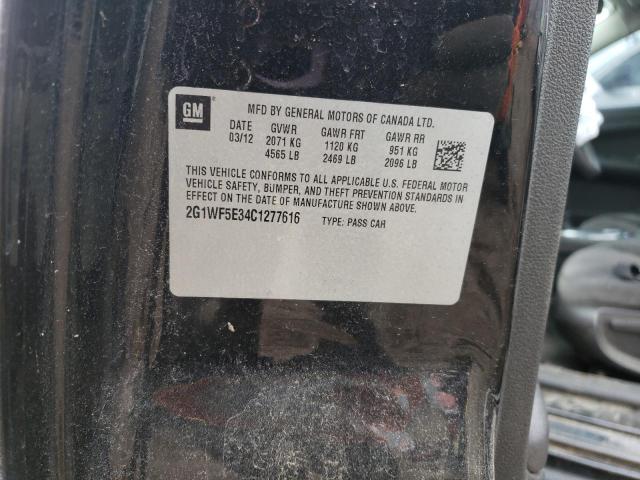 GM
MFD BY GENERAL MOTORS OF CANADA LTD.
DATE GVWR GAWR FRT GAWR RR
03/12 2071 KG 1120 KG 951 KG
4565 LB 2469 LB 2096 LB
THIS VEHICLE CONFORMS TO ALL APPLICABLE U.S. FEDERAL MOTOR
VEHICLE SAFETY, BUMPER, AND THEFT PREVENTION STANDARDS IN
EFFECT ON THE DATE OF MANUFACTURE SHOWN ABOVE.
2G1WF5E34C1277616 TYPE: PASS CAR